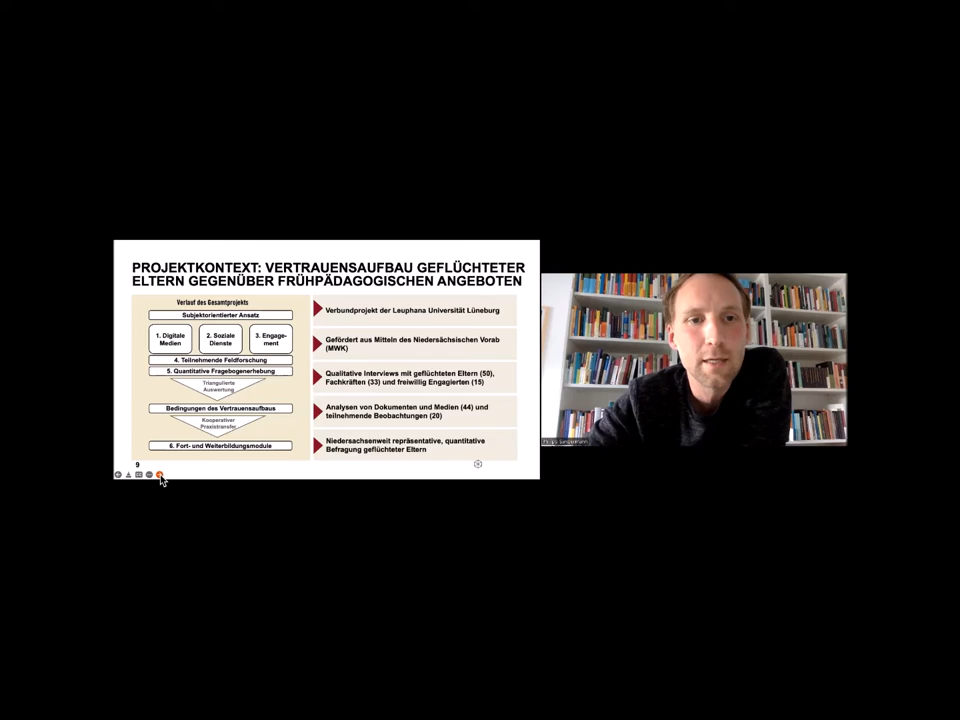 PROJEKTKONTEXT: VERTRAUENSAUFBAU GEFLÜCHTETER
ELTERN GEGENÜBER FRÜHPÄDAGOGISCHEN ANGEBOTEN
Verlauf des Gesamtprojekts
Subjektorientierter Ansatz
1. Digitale
Medien
2. Soziale
Dienste
3. Engage-
ment
4. Teilnehmende Feldforschung
5. Quantitative Fragebogenerhebung
Triangulierte
Auswertung
Bedingungen des Vertrauensaufbaus
Kooperativer
Praxistransfer
6. Fort- und Weiterbildungsmodule
Verbundprojekt der Leuphana Universität Lüneburg
Gefördert aus Mitteln des Niedersächsischen Vorab
(MWK)
Qualitative Interviews mit geflüchteten Eltern (50),
Fachkräften (33) und freiwillig Engagierten (15)
Analysen von Dokumenten und Medien (44) und
teilnehmende Beobachtungen (20)
Niedersachsenweit repräsentative, quantitative
Befragung geflüchteter Eltern
9